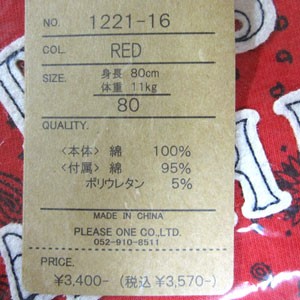 NO. 1221-16
COL. RED
SIZE. 身長 80cm
体重 11kg
80
QUALITY.
〈本体〉 綿 100%
〈付属〉 綿 95%
ポリウレタン 5%
MADE IN CHINA
PLEASE ONE CO.,LTD.
052-910-8511
PRICE.
¥3,400- (税込 ¥3,570-)